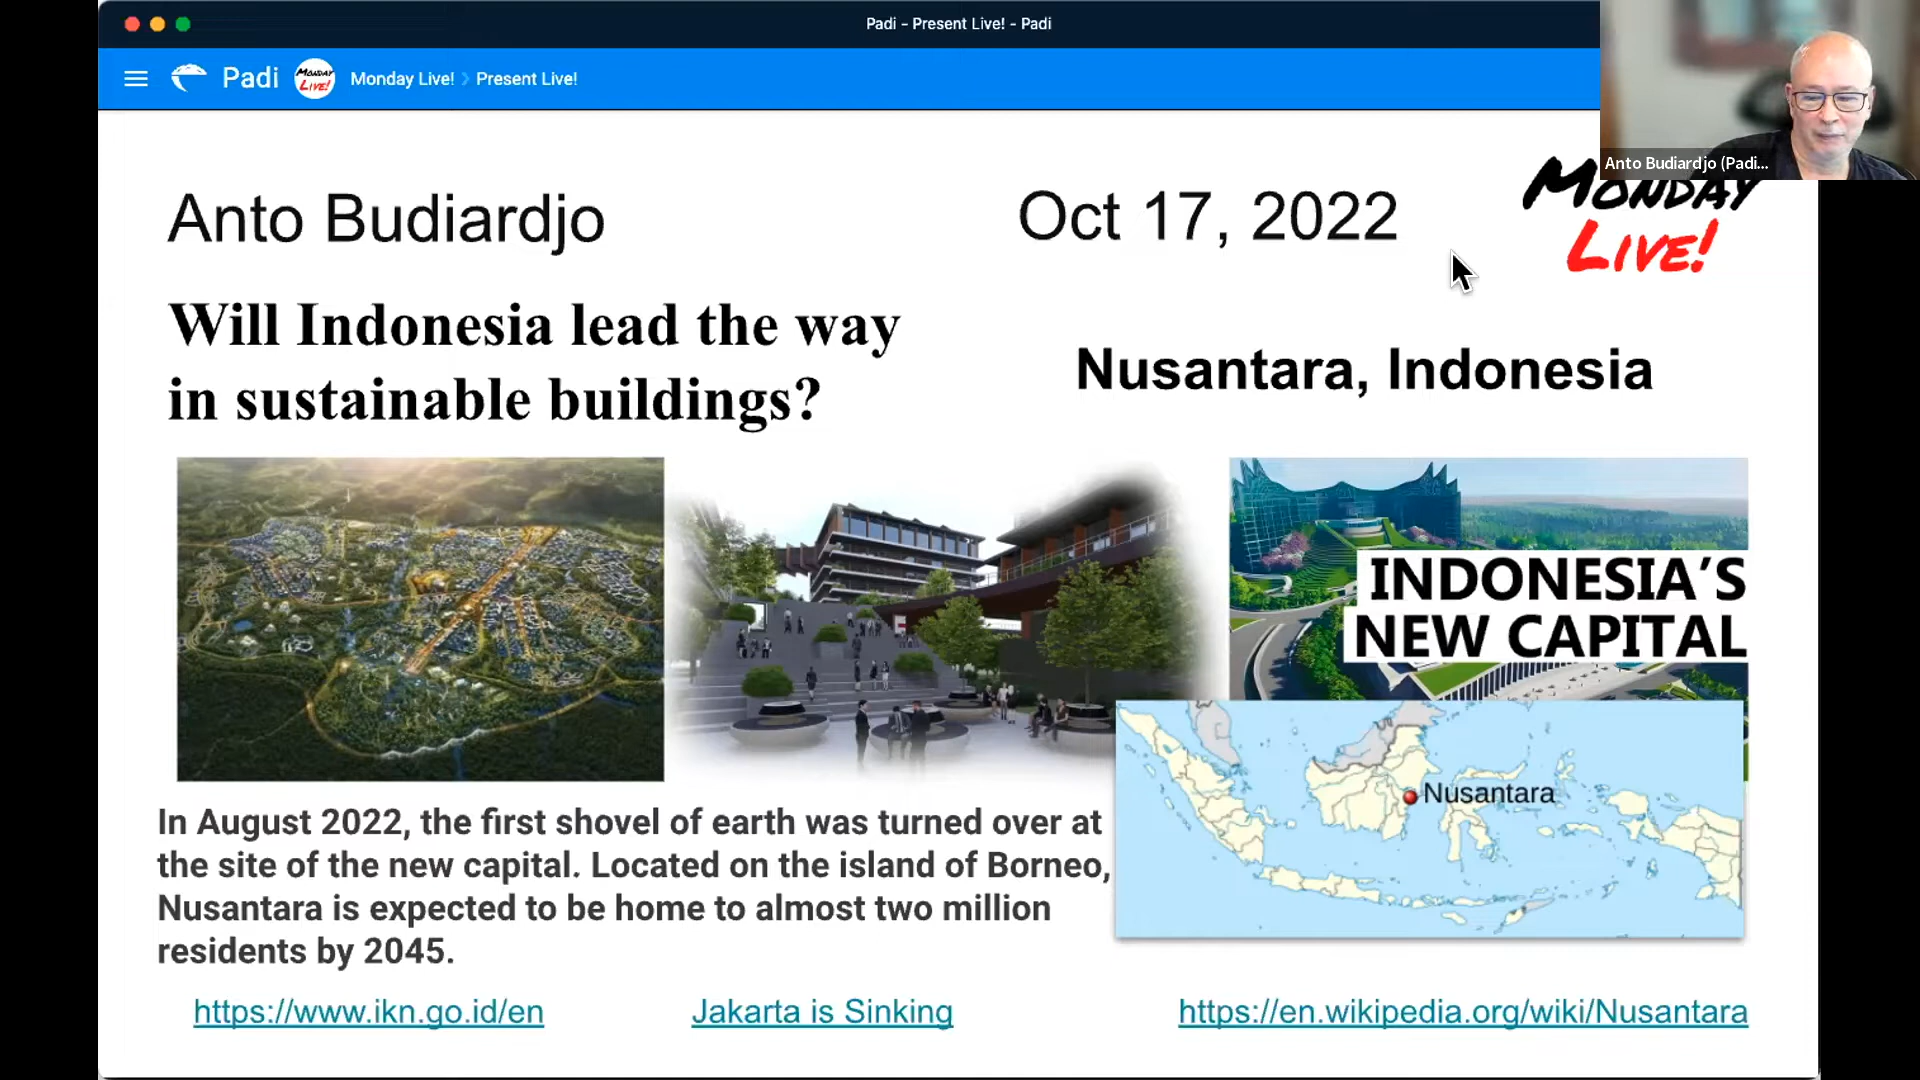 Padi – Present Live! - Padi
Padi
MONDAY
LIVE!
Monday Live!
Present Live!
Anto Budiardjo (Padi...
Anto Budiardjo
Oct 17, 2022
MONDAY
LIVE!
Will Indonesia lead the way
in sustainable buildings?
Nusantara, Indonesia
INDONESIA'S
NEW CAPITAL
Nusantara
In August 2022, the first shovel of earth was turned over at
the site of the new capital. Located on the island of Borneo,
Nusantara is expected to be home to almost two million
residents by 2045.
https://www.ikn.go.id/en
Jakarta is Sinking
https://en.wikipedia.org/wiki/Nusantara